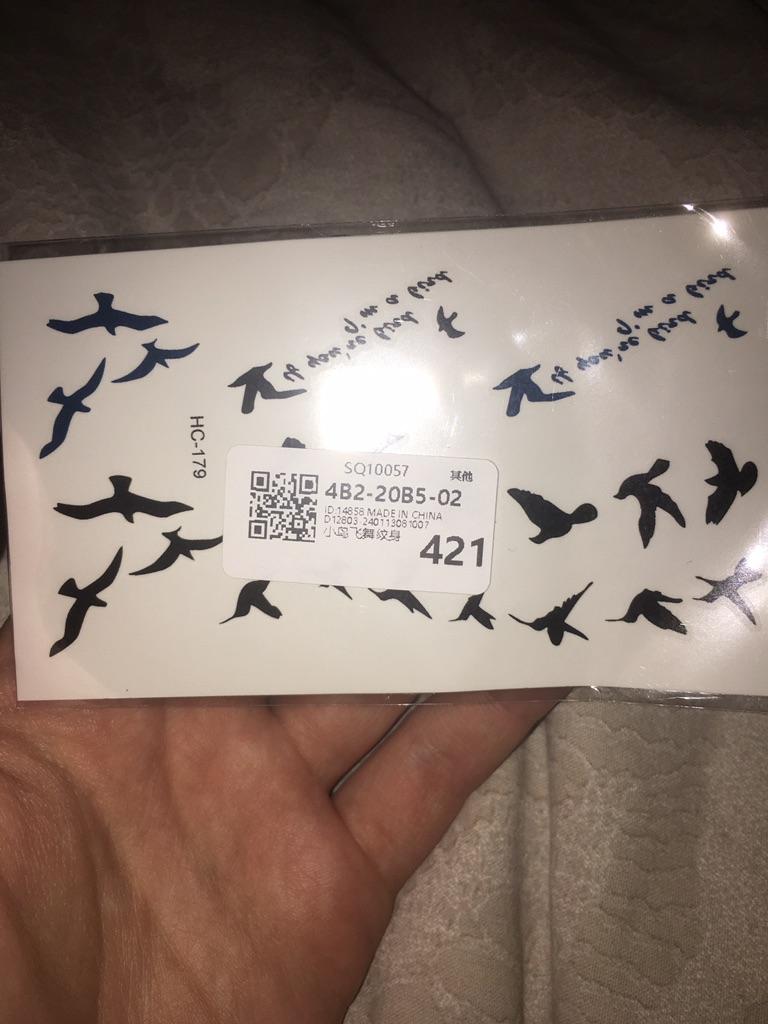 HC-179
SQ10057 其他
4B2-20B5-02
ID:14858 MADE IN CHINA
D12803 240113081007
小鸟飞舞纹身
421